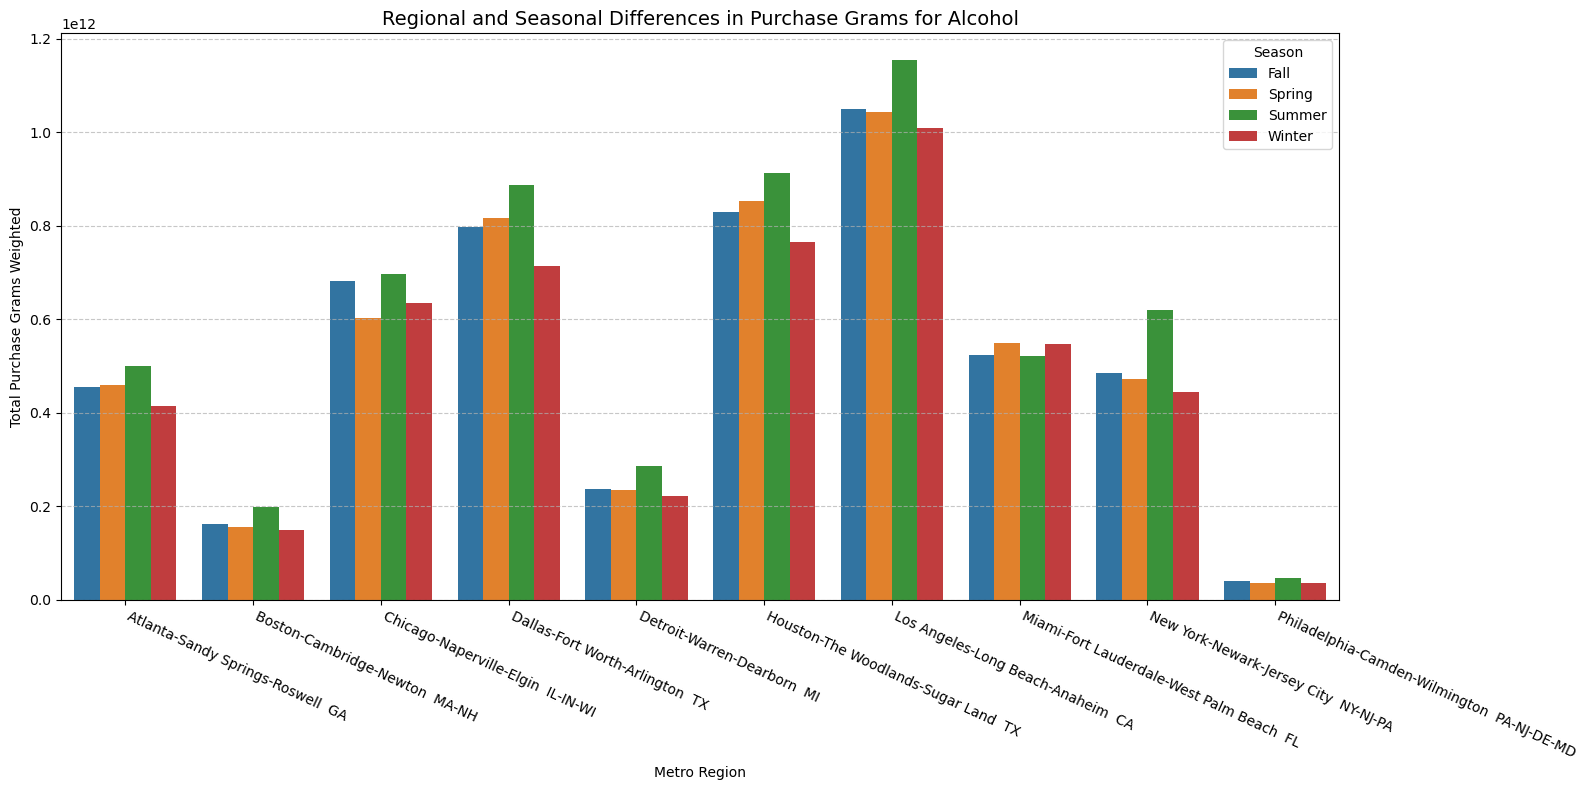 Regional and Seasonal Differences in Purchase Grams for Alcohol
1e12
Total Purchase Grams Weighted
1.2
1.0
0.8
0.6
0.4
0.2
0.0
Season
Fall
Spring
Summer
Winter
Atlanta-Sandy Springs-Roswell  GA
Boston-Cambridge-Newton  MA-NH
Chicago-Naperville-Elgin  IL-IN-WI
Dallas-Fort Worth-Arlington  TX
Detroit-Warren-Dearborn  MI
Houston-The Woodlands-Sugar Land  TX
Los Angeles-Long Beach-Anaheim  CA
Miami-Fort Lauderdale-West Palm Beach  FL
New York-Newark-Jersey City  NY-NJ-PA
Philadelphia-Camden-Wilmington  PA-NJ-DE-MD
Metro Region